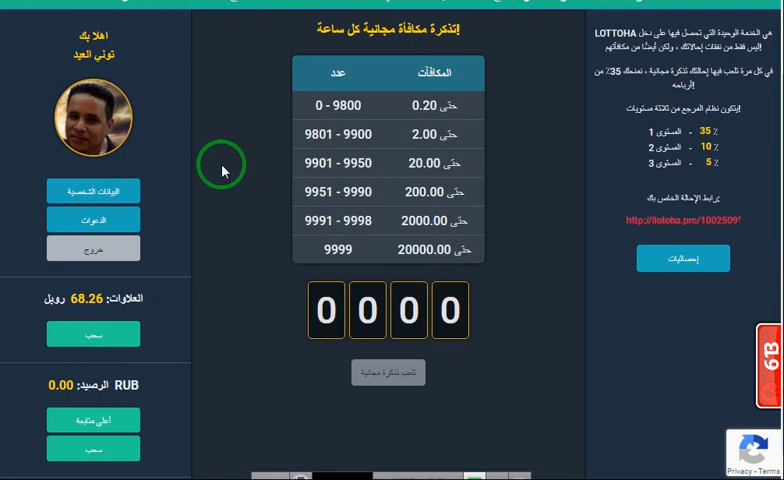 هي الخدمة الوحيدة التي تحصل فيها على دخل LOTTOHA
ليس فقط من نفقات إحالاتك ، ولكن أيضًا من مكافآتهم!
في كل مرة تلعب فيها إحالتك تذكرة مجانية ، نمنحك 35٪ من
أرباحه!
يتكون نظام المرجع من ثلاثة مستويات!
المستوى 1 - 35 ٪
المستوى 2 - 10 ٪
المستوى 3 - 5 ٪
رابط الإحالة الخاص بك:
http://lotoha.pro/1002509
إحصائيات
تذكرة مكافأة مجانية كل ساعة!
المكافآت عدد
حتى 0.20 0 - 9800
حتى 2.00 9801 - 9900
حتى 20.00 9901 - 9950
حتى 200.00 9951 - 9990
حتى 2000.00 9991 - 9998
حتى 20000.00 9999
0 0 0 0
تلعب تذكرة مجانية
اهلا بك
توني العيد
البيانات الشخصية
الدعوات
خروج
العلاوات: 68.26 روبل
سحب
RUB الرصيد: 0.00
أعلى متابعة
سحب
Privacy - Terms